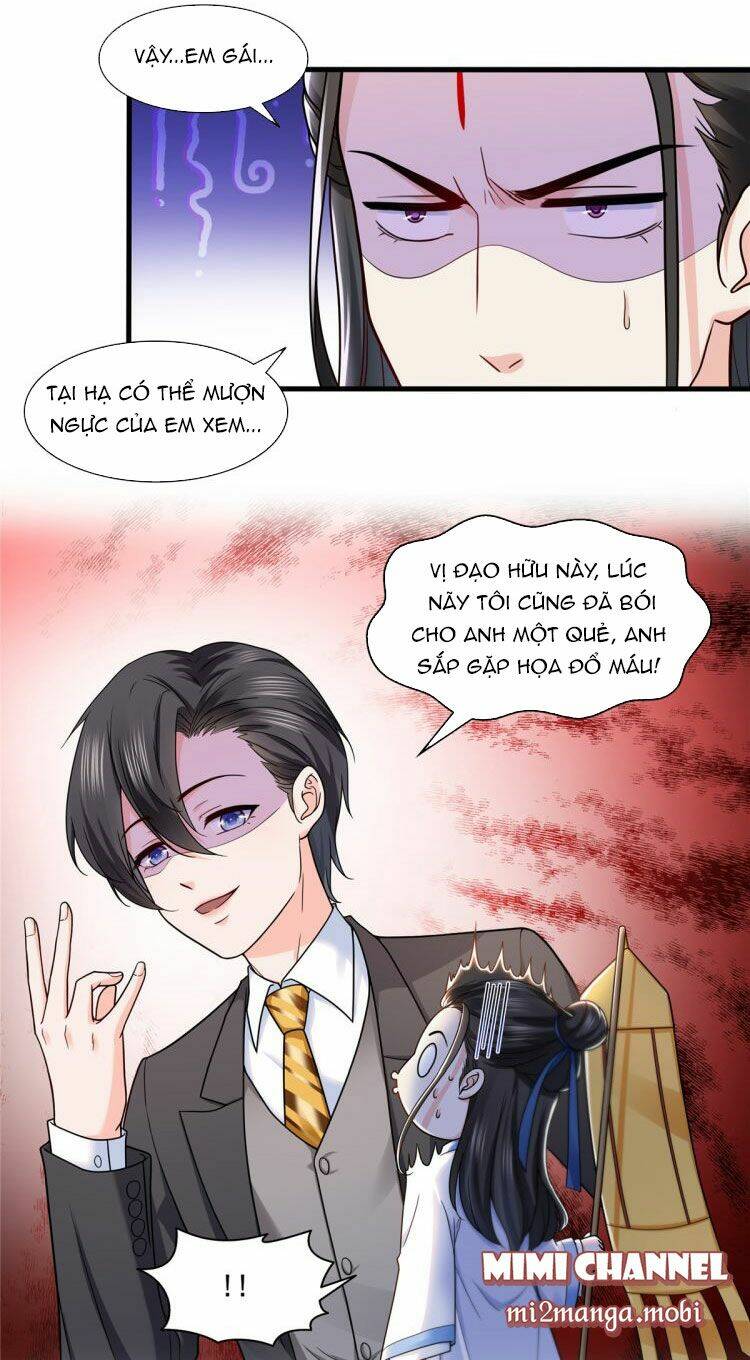 VẬY...EM GÁI...
TẠI HẠ CÓ THỂ MƯỢN
NGỰC CỦA EM XEM...
VỊ ĐẠO HỮU NÀY, LÚC
NÃY TÔI CŨNG ĐÃ BÓI
CHO ANH MỘT QUẺ, ANH
SẮP GẶP HỌA ĐỔ MÁU!
!!
MIMI CHANNEL
mi2manga.mobi